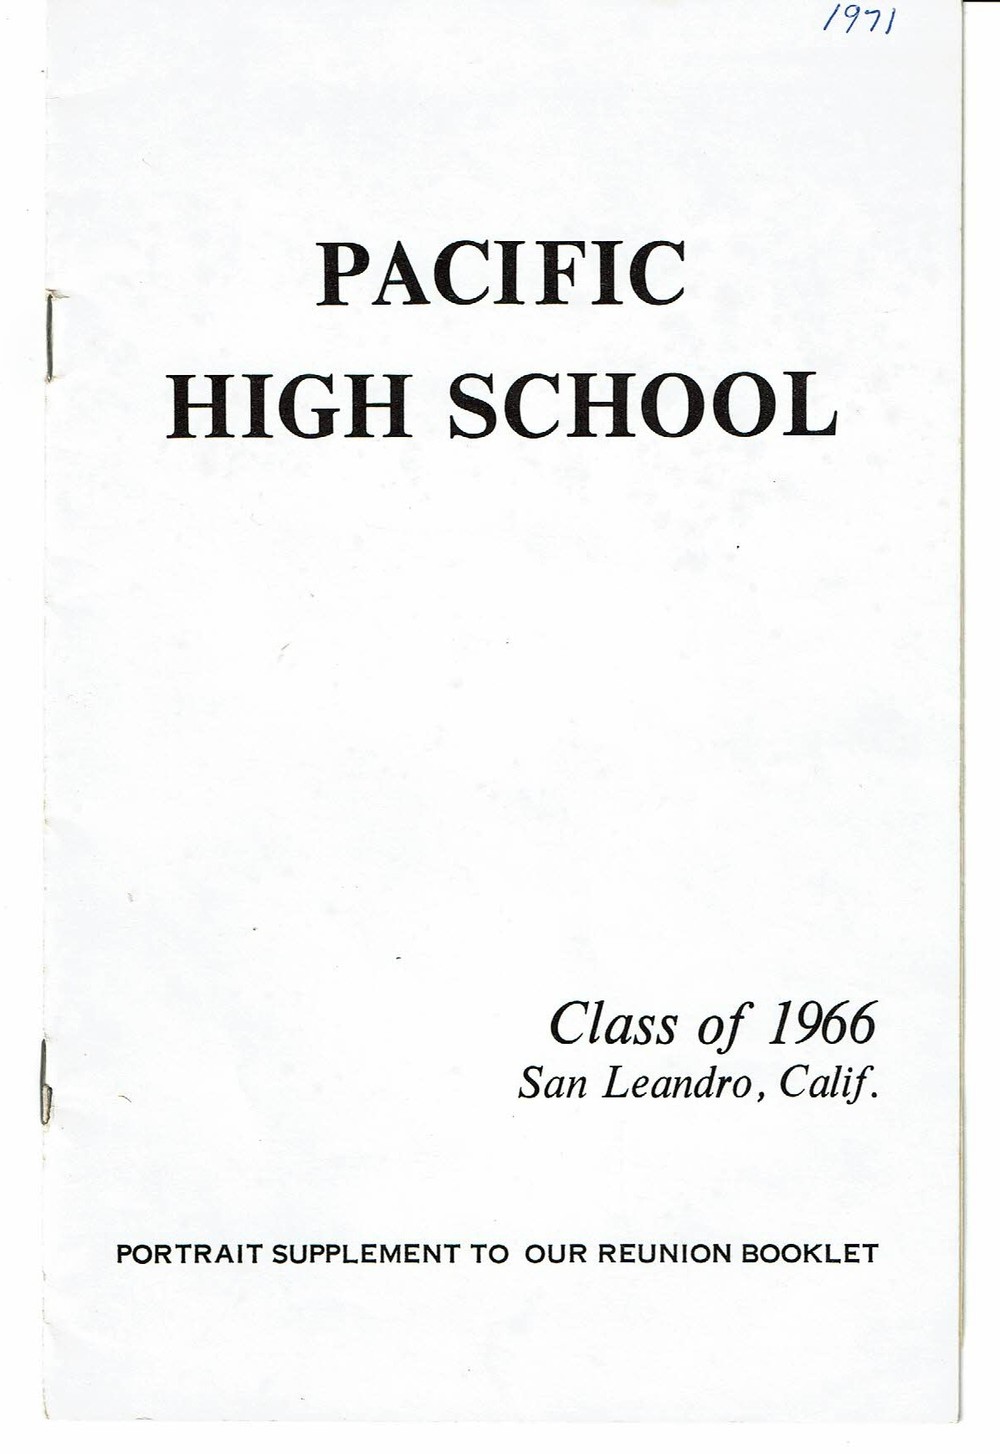 1971
PACIFIC
HIGH SCHOOL
Class of 1966
San Leandro, Calif.
PORTRAIT SUPPLEMENT TO OUR REUNION BOOKLET